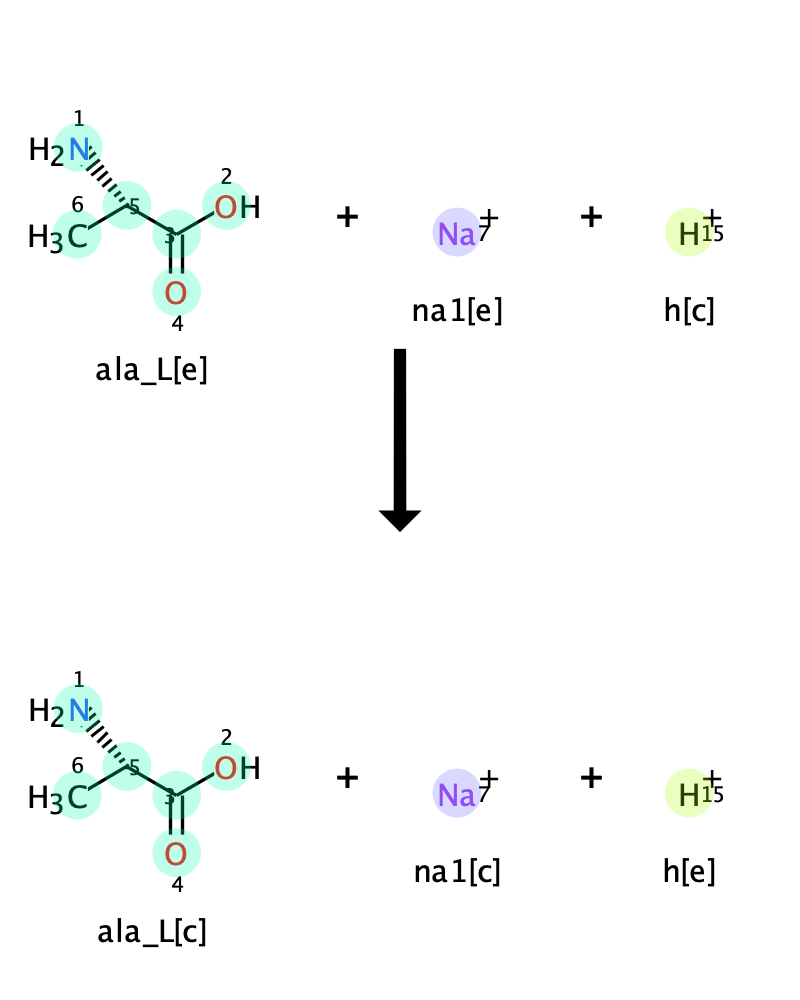 1
H2N
2
6
5
OH
+
Na 7 +
+
H 15 +
H3C
3
O
4
na1[e]
h[c]
ala_L[e]
1
H2N
2
6
5
OH
+
Na 7 +
+
H 15 +
H3C
3
O
4
na1[c]
h[e]
ala_L[c]